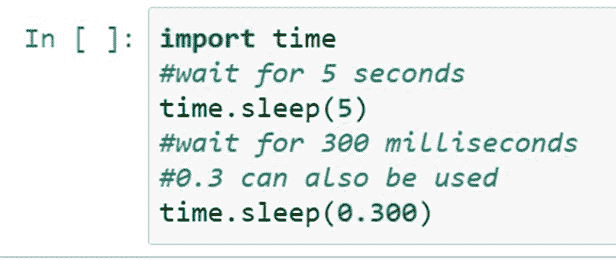 In [ ]: import time
#wait for 5 seconds
time.sleep(5)
#wait for 300 milliseconds
#0.3 can also be used
time.sleep(0.300)